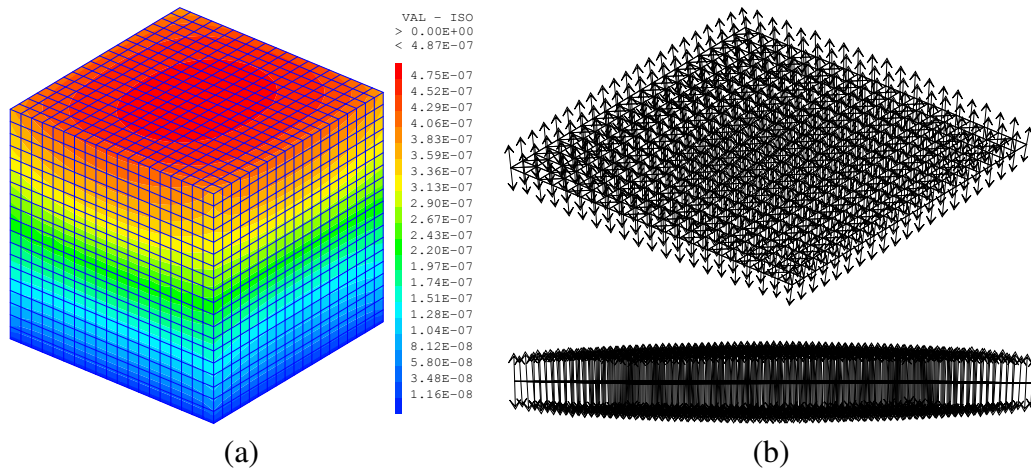 VAL - ISO
> 0.00E+00
< 4.87E-07
4.75E-07
4.52E-07
4.29E-07
4.06E-07
3.83E-07
3.59E-07
3.36E-07
3.13E-07
2.90E-07
2.67E-07
2.43E-07
2.20E-07
1.97E-07
1.74E-07
1.51E-07
1.28E-07
1.04E-07
8.12E-08
5.80E-08
3.48E-08
1.16E-08
(a)
(b)